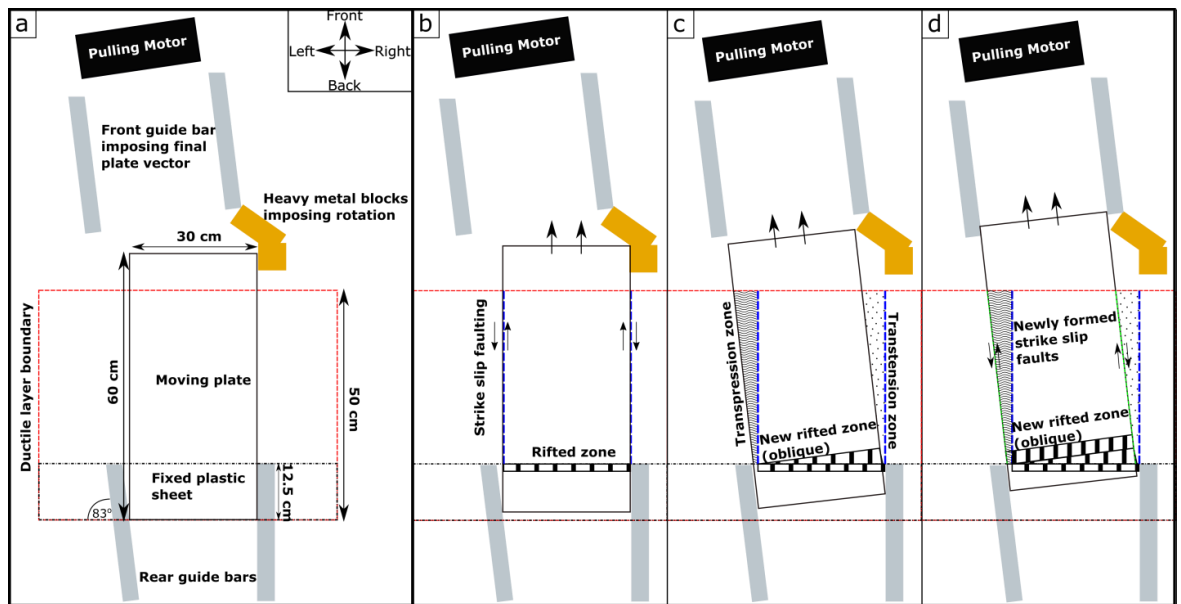 a
Pulling Motor
Front
Left
Right
Back
Front guide bar
imposing final
plate vector
Heavy metal blocks
imposing rotation
30 cm
Ductile layer boundary
60 cm
Moving plate
50 cm
Fixed plastic
sheet
12.5 cm
83°
Rear guide bars
b
Pulling Motor
Strike slip faulting
Rifted zone
c
Pulling Motor
Transpression zone
Transtension zone
New rifted zone
(oblique)
d
Pulling Motor
Newly formed
strike slip
faults
New rifted zone
(oblique)